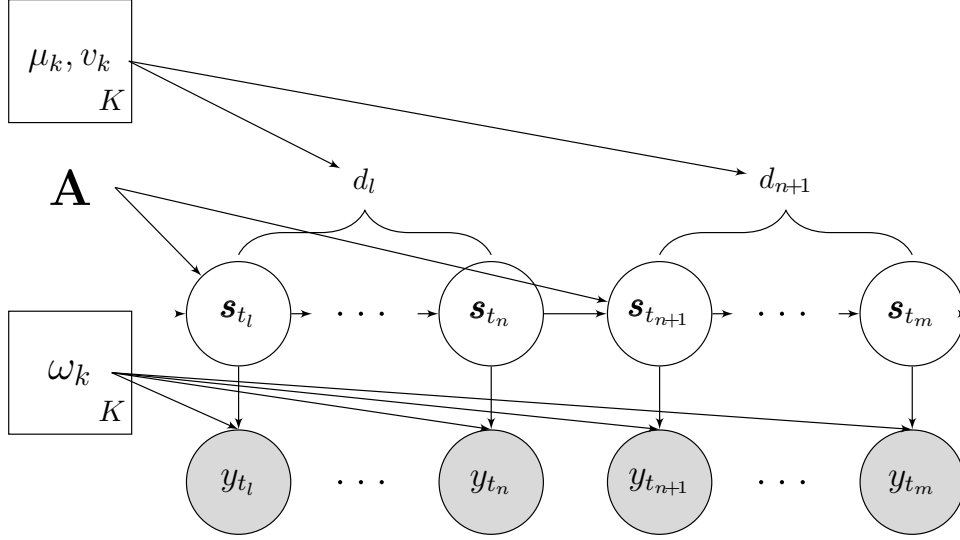 μ_k, v_k
K
d_l d_{n+1}
A
s_{t_l} · · · s_{t_n} s_{t_{n+1}} · · · s_{t_m}
ω_k
K
y_{t_l} · · · y_{t_n} y_{t_{n+1}} · · · y_{t_m}